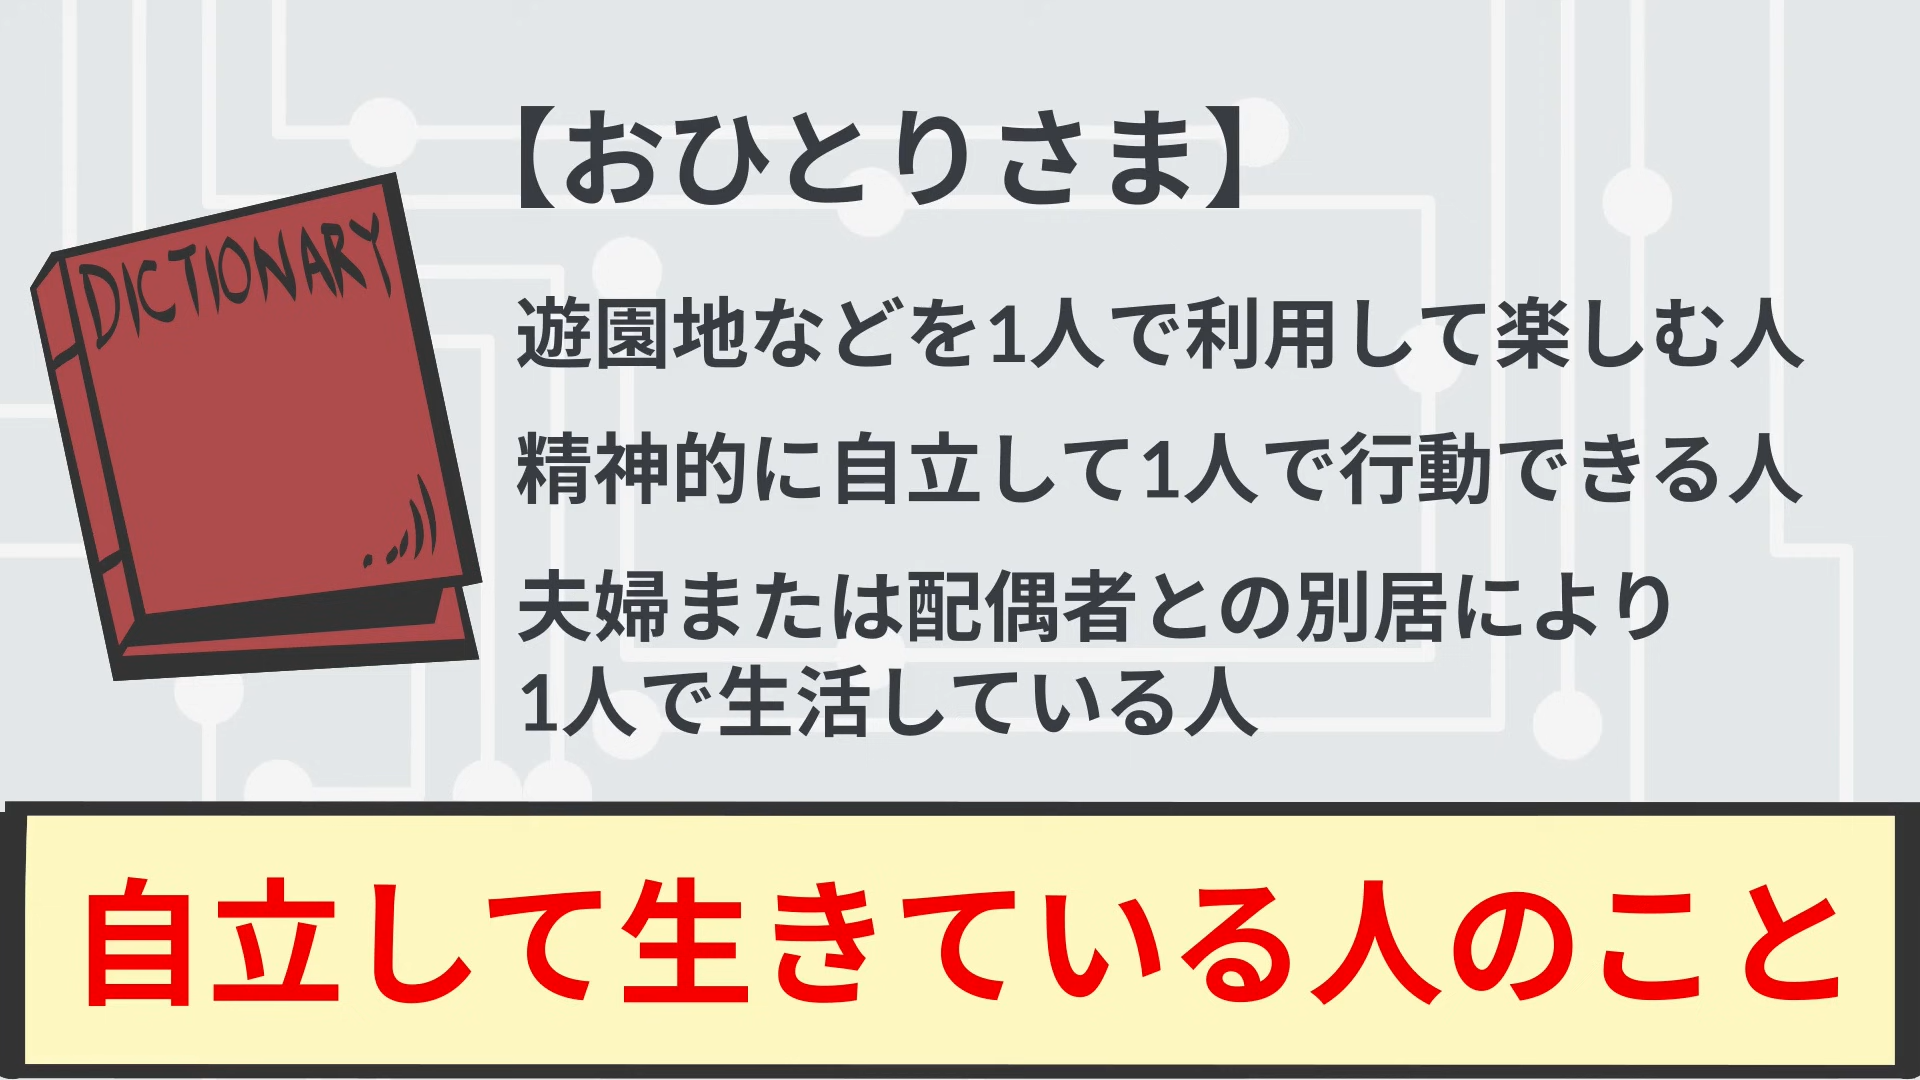 DICTIONARY
【おひとりさま】
遊園地などを1人で利用して楽しむ人
精神的に自立して1人で行動できる人
夫婦または配偶者との別居により
1人で生活している人
自立して生きている人のこと